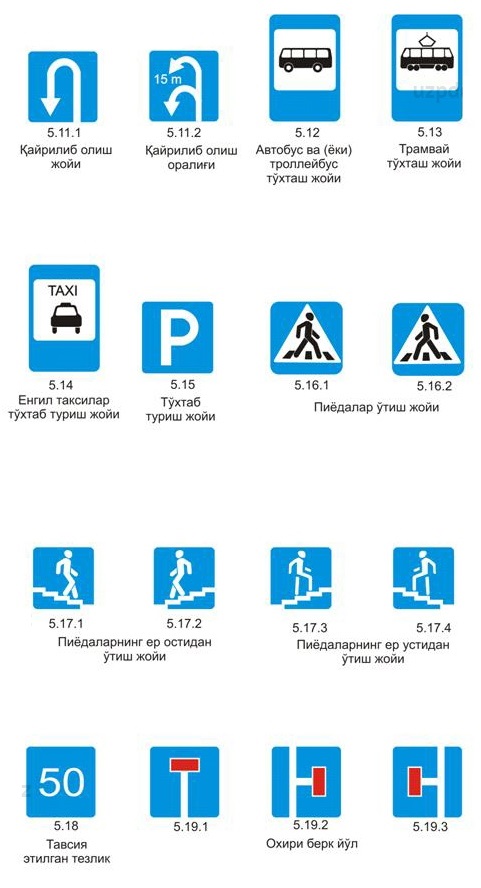 15 m
5.11.1
Қайрилиб олиш
жойи
5.11.2
Қайрилиб олиш
оралиғи
5.12
Автобус ва (ёки)
троллейбус
тўхташ жойи
5.13
Трамвай
тўхташ жойи
TAXI
5.14
Енгил таксилар
тўхтаб туриш жойи
P
5.15
Тўхтаб
туриш жойи
5.16.1
5.16.2
Пиёдалар ўтиш жойи
5.17.1
5.17.2
Пиёдаларнинг ер остидан
ўтиш жойи
5.17.3
5.17.4
Пиёдаларнинг ер устидан
ўтиш жойи
50
5.18
Тавсия
этилган тезлик
5.19.1
5.19.2
5.19.3
Охири берк йўл